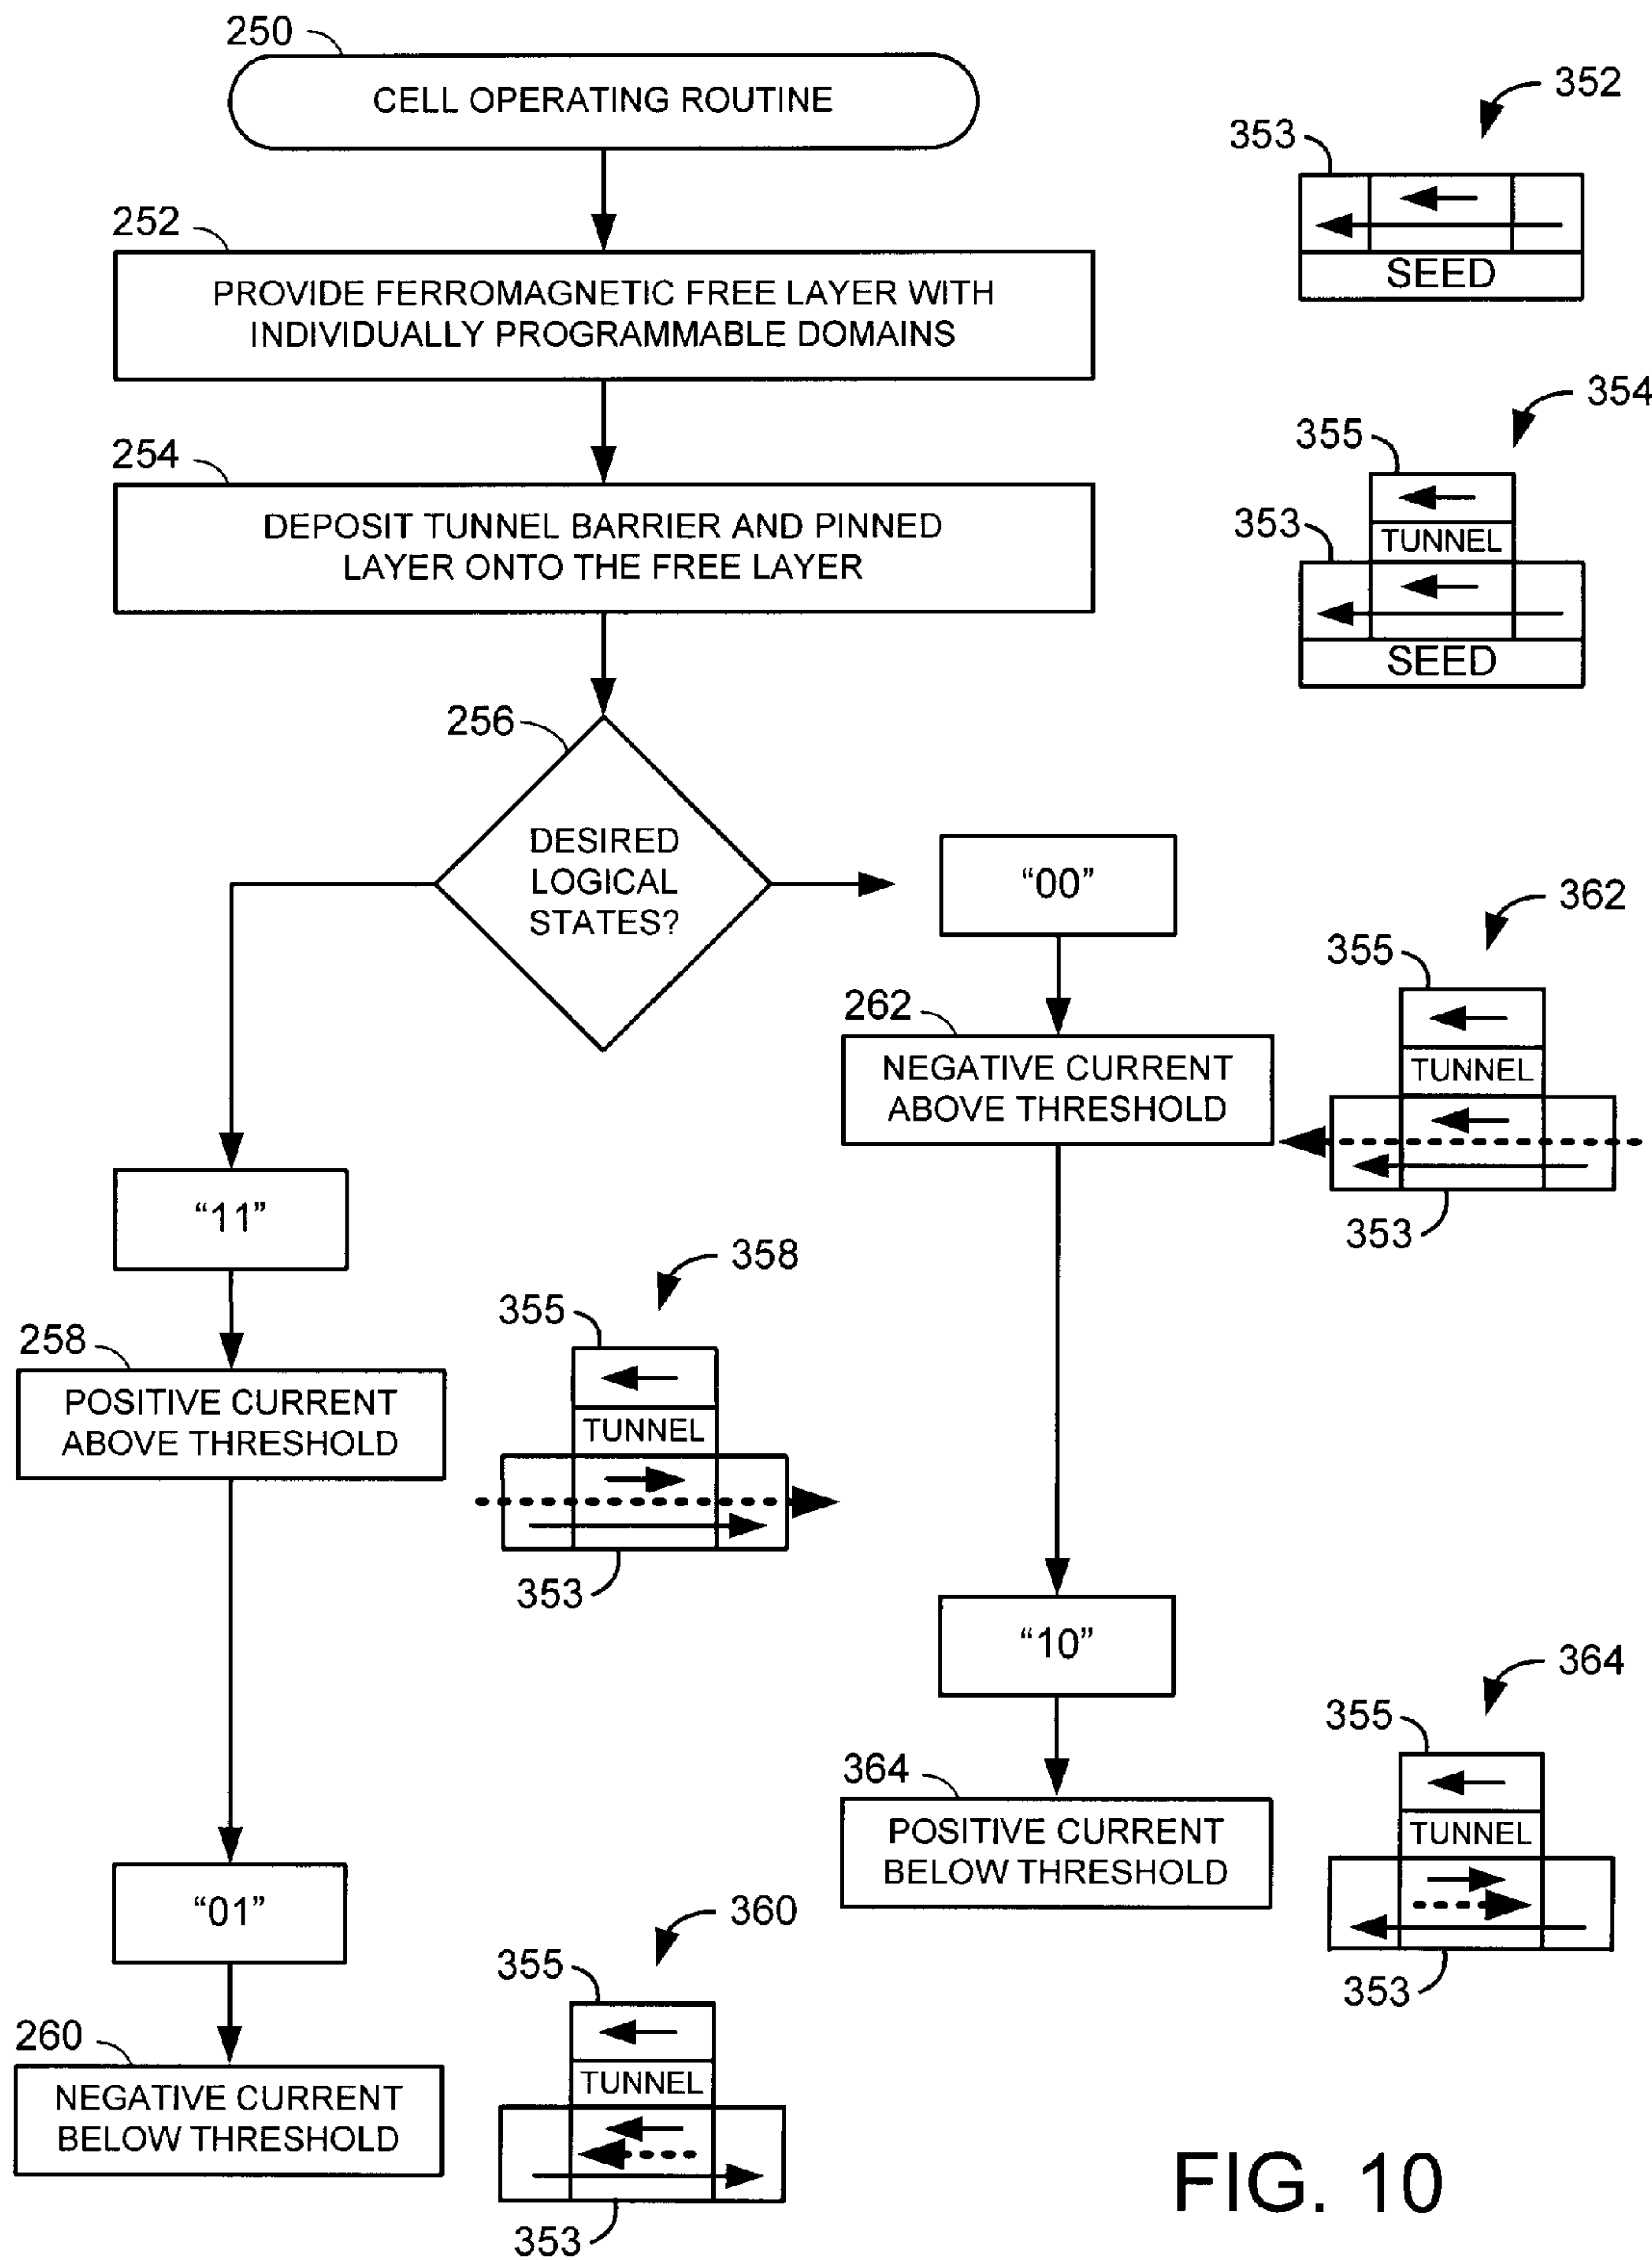 250
CELL OPERATING ROUTINE
352
353
SEED
252
PROVIDE FERROMAGNETIC FREE LAYER WITH
INDIVIDUALLY PROGRAMMABLE DOMAINS
354
355
353
TUNNEL
SEED
254
DEPOSIT TUNNEL BARRIER AND PINNED
LAYER ONTO THE FREE LAYER
256
DESIRED
LOGICAL
STATES?
“00”
362
355
TUNNEL
353
262
NEGATIVE CURRENT
ABOVE THRESHOLD
“11”
358
355
TUNNEL
353
258
POSITIVE CURRENT
ABOVE THRESHOLD
“10”
364
355
TUNNEL
353
364
POSITIVE CURRENT
BELOW THRESHOLD
“01”
360
355
TUNNEL
353
260
NEGATIVE CURRENT
BELOW THRESHOLD
FIG. 10